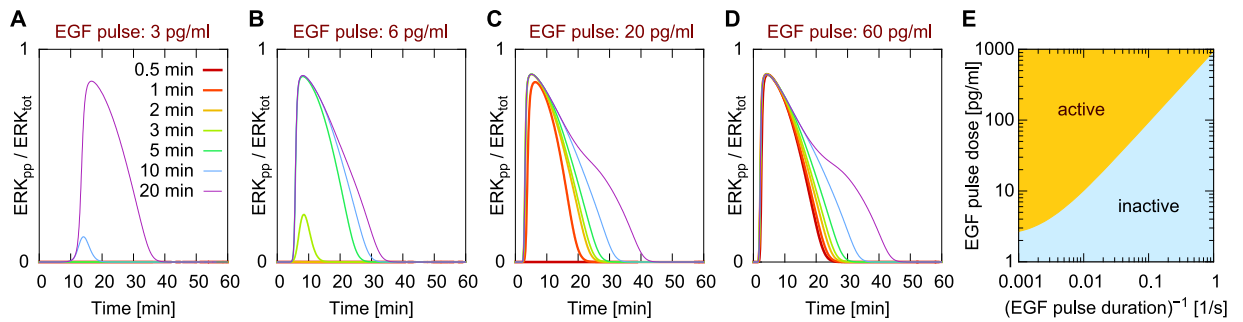 A
EGF pulse: 3 pg/ml
ERKpp / ERKtot
1
0
0 10 20 30 40 50 60
Time [min]
0.5 min
1 min
2 min
3 min
5 min
10 min
20 min
B
EGF pulse: 6 pg/ml
ERKpp / ERKtot
1
0
0 10 20 30 40 50 60
Time [min]
C
EGF pulse: 20 pg/ml
ERKpp / ERKtot
1
0
0 10 20 30 40 50 60
Time [min]
D
EGF pulse: 60 pg/ml
ERKpp / ERKtot
1
0
0 10 20 30 40 50 60
Time [min]
E
EGF pulse dose [pg/ml]
1000
100
10
1
active
inactive
0.001 0.01 0.1 1
(EGF pulse duration)⁻¹ [1/s]